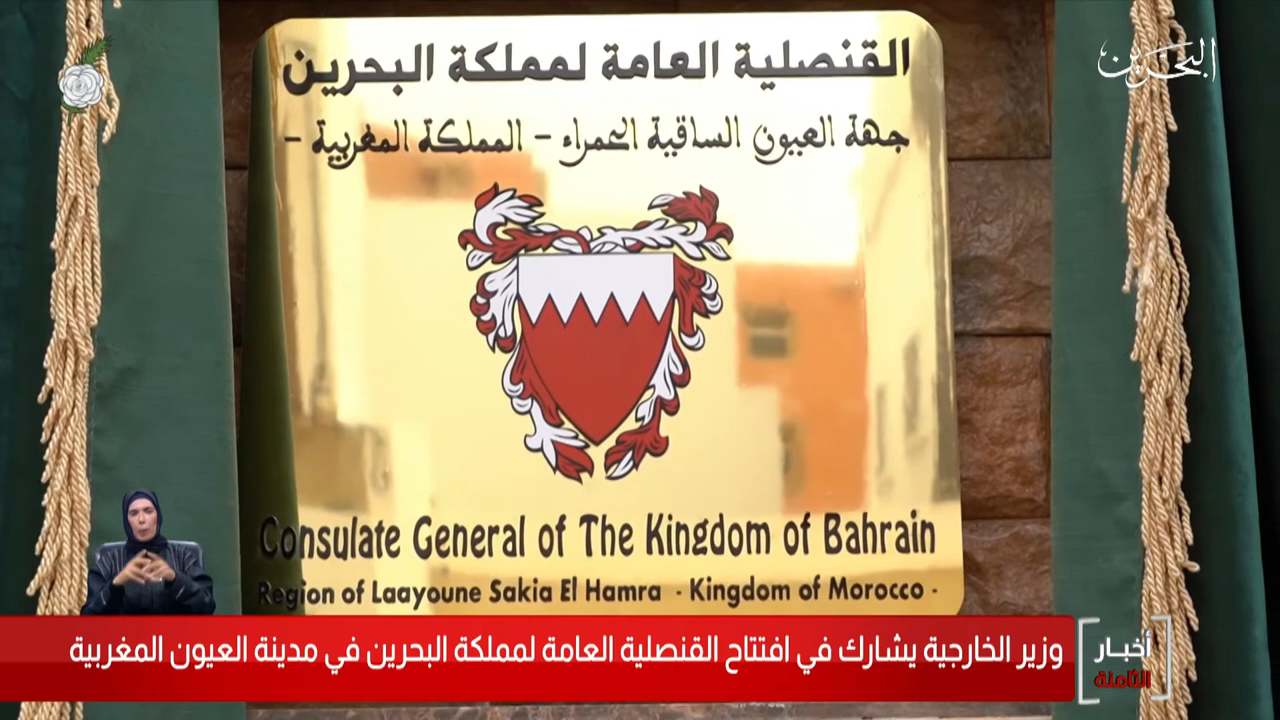 البحرين
القنصلية العامة لمملكة البحرين
جهة العيون الساقية الحمراء - المملكة المغربية -
Consulate General of The Kingdom of Bahrain
Region of Laayoune Sakia El Hamra - Kingdom of Morocco -
أخبار
الثامنة
وزير الخارجية يشارك في افتتاح القنصلية العامة لمملكة البحرين في مدينة العيون المغربية